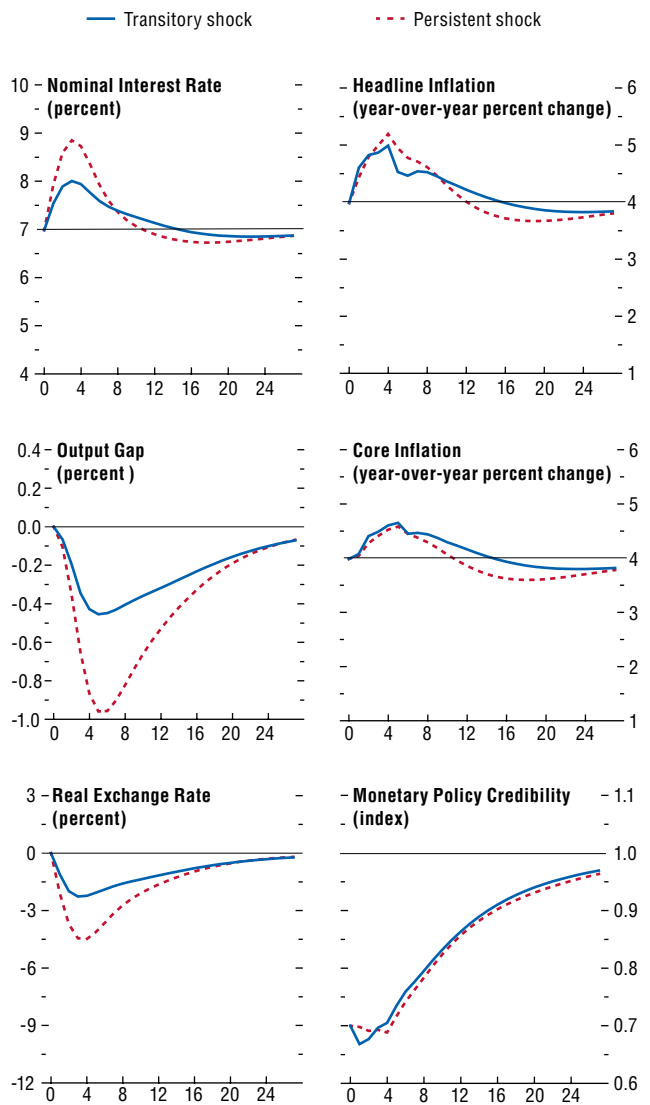 Transitory shock Persistent shock
Nominal Interest Rate
(percent)
10
9
8
7
6
5
4
0 4 8 12 16 20 24
Headline Inflation
(year-over-year percent change)
6
5
4
3
2
1
0 4 8 12 16 20 24
Output Gap
(percent )
0.4
0.2
0.0
-0.2
-0.4
-0.6
-0.8
-1.0
0 4 8 12 16 20 24
Core Inflation
(year-over-year percent change)
6
5
4
3
2
1
0 4 8 12 16 20 24
Real Exchange Rate
(percent)
3
0
-3
-6
-9
-12
0 4 8 12 16 20 24
Monetary Policy Credibility
(index)
1.1
1.0
0.9
0.8
0.7
0.6
0 4 8 12 16 20 24